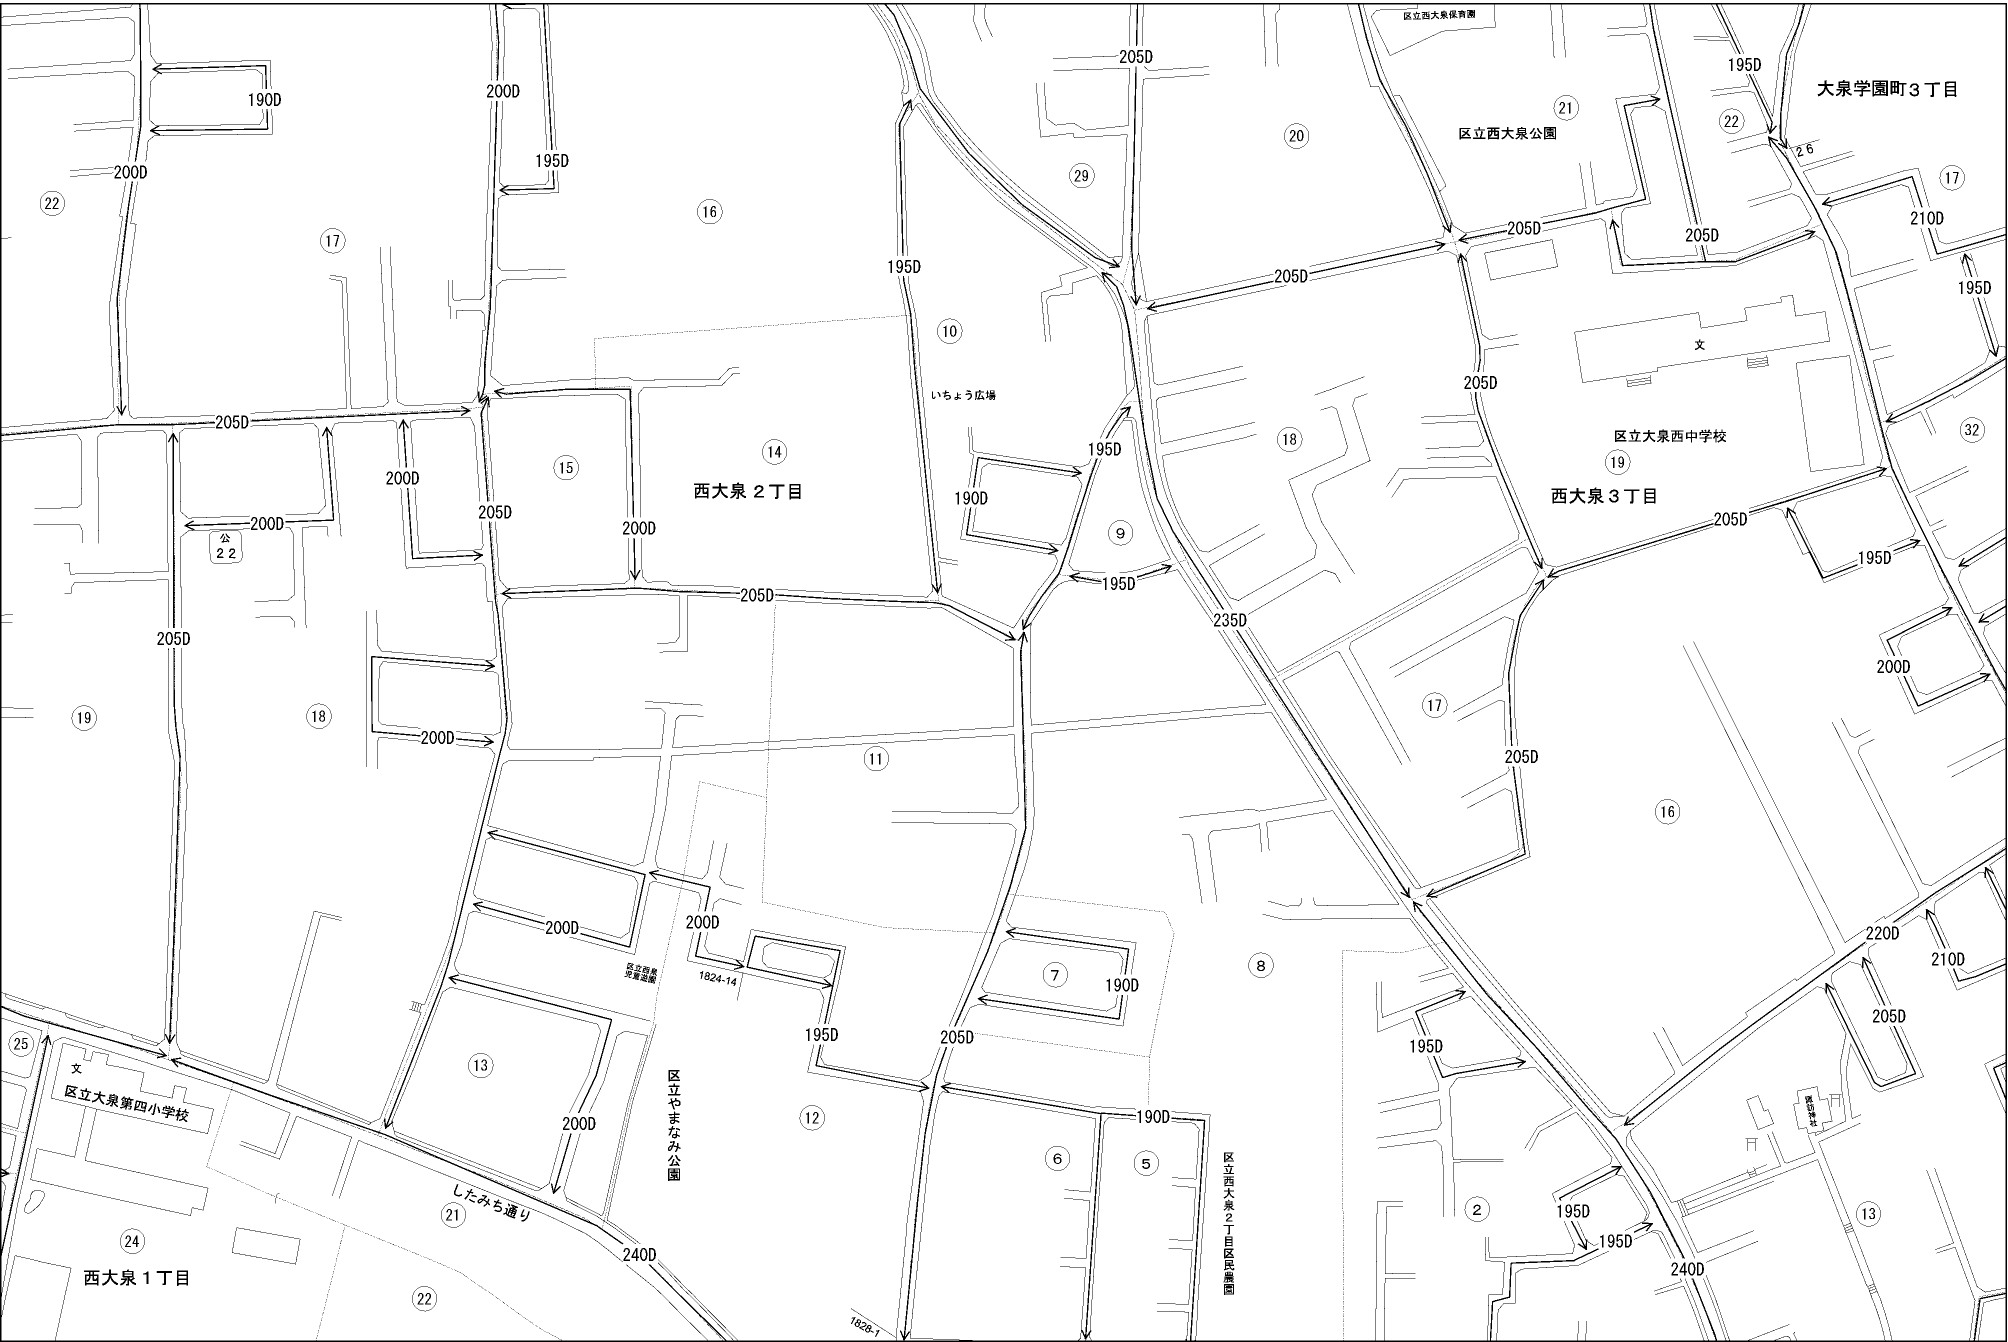 区立西大泉保育園
205D
195D
大泉学園町3丁目
200D
190D
21
20
区立西大泉公園
22
26
195D
200D
29
17
22
16
210D
17
205D
205D
195D
205D
195D
10
文
205D
いちょう広場
205D
18
区立大泉西中学校
32
15
14
195D
19
200D
西大泉2丁目
190D
西大泉3丁目
205D
200D
200D
205D
9
公
22
195D
195D
205D
235D
205D
200D
19
18
17
200D
11
205D
16
200D
200D
220D
区立西泉
児童遊園
1824-14
7
8
210D
190D
205D
195D
205D
195D
25
文
13
区立大泉第四小学校
区立やまなみ公園
諏訪神社
12
190D
200D
6
5
区立西大泉2丁目区民農園
したみち通り
21
2
195D
13
24
240D
195D
西大泉1丁目
240D
22
1828-1